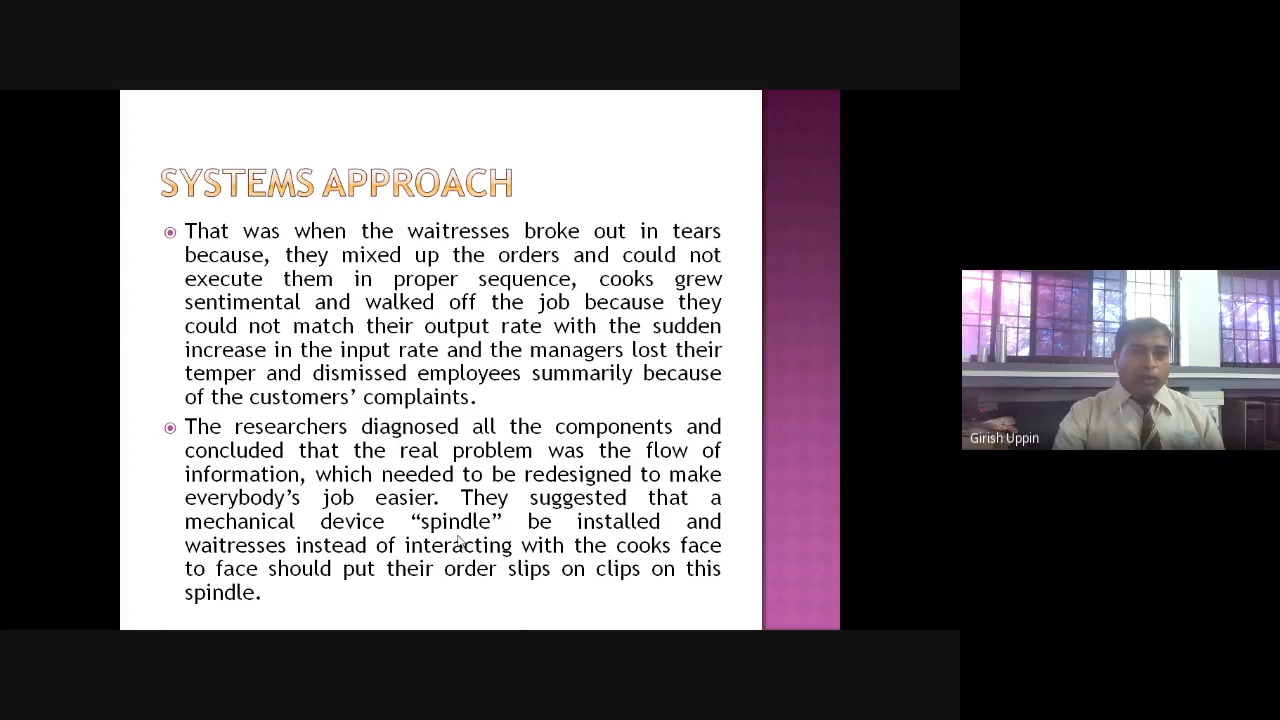 SYSTEMS APPROACH
That was when the waitresses broke out in tears
because, they mixed up the orders and could not
execute them in proper sequence, cooks grew
sentimental and walked off the job because they
could not match their output rate with the sudden
increase in the input rate and the managers lost their
temper and dismissed employees summarily because
of the customers’ complaints.
The researchers diagnosed all the components and
concluded that the real problem was the flow of
information, which needed to be redesigned to make
everybody’s job easier. They suggested that a
mechanical device “spindle” be installed and
waitresses instead of interacting with the cooks face
to face should put their order slips on clips on this
spindle.
Girish Uppin